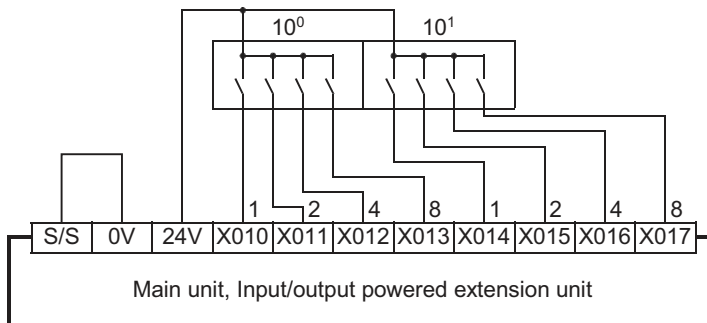 10⁰ 10¹
1 2 4 8 1 2 4 8
S/S 0V 24V X010 X011 X012 X013 X014 X015 X016 X017
Main unit, Input/output powered extension unit